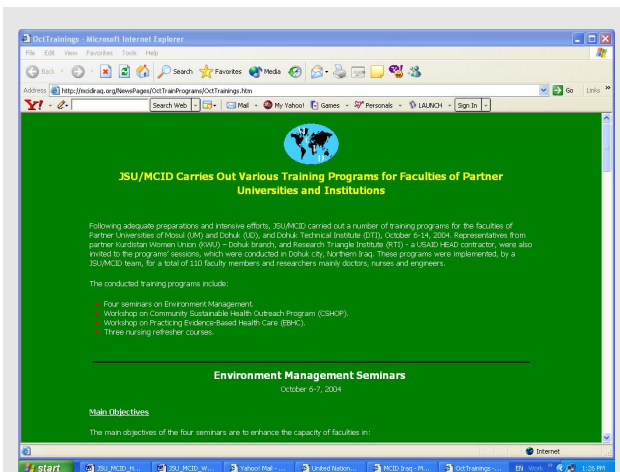 OctTrainings - Microsoft Internet Explorer
File Edit View Favorites Tools Help
Back Search Favorites Media
Address http://mcidiraq.org/NewsPages/OctTrainPrograms/OctTrainings.htm Go Links »
Y! Search Web Mail My Yahoo! Games Personals LAUNCH Sign In
JSU/MCID Carries Out Various Training Programs for Faculties of Partner
Universities and Institutions
Following adequate preparations and intensive efforts, JSU/MCID carried out a number of training programs for the faculties of
Partner Universities of Mosul (UM) and Dohuk (UD), and Dohuk Technical Institute (DTI), October 6-14, 2004. Representatives from
partner Kurdistan Women Union (KWU) – Dohuk branch, and Research Triangle Institute (RTI) - a USAID HEAD contractor, were also
invited to the programs' sessions, which were conducted in Dohuk city, Northern Iraq. These programs were implemented, by a
JSU/MCID team, for a total of 110 faculty members and researchers mainly doctors, nurses and engineers.
The conducted training programs include:
Four seminars on Environment Management.
Workshop on Community Sustainable Health Outreach Program (CSHOP).
Workshop on Practicing Evidence-Based Health Care (EBHC).
Three nursing refresher courses.
Environment Management Seminars
October 6-7, 2004
Main Objectives
The main objectives of the four seminars are to enhance the capacity of faculties in:
Internet
start JSU_MCID_H... JSU_MCID_W... Yahoo! Mail - ... United Nation... MCID Iraq - M... OctTrainings -... EN 1:26 PM